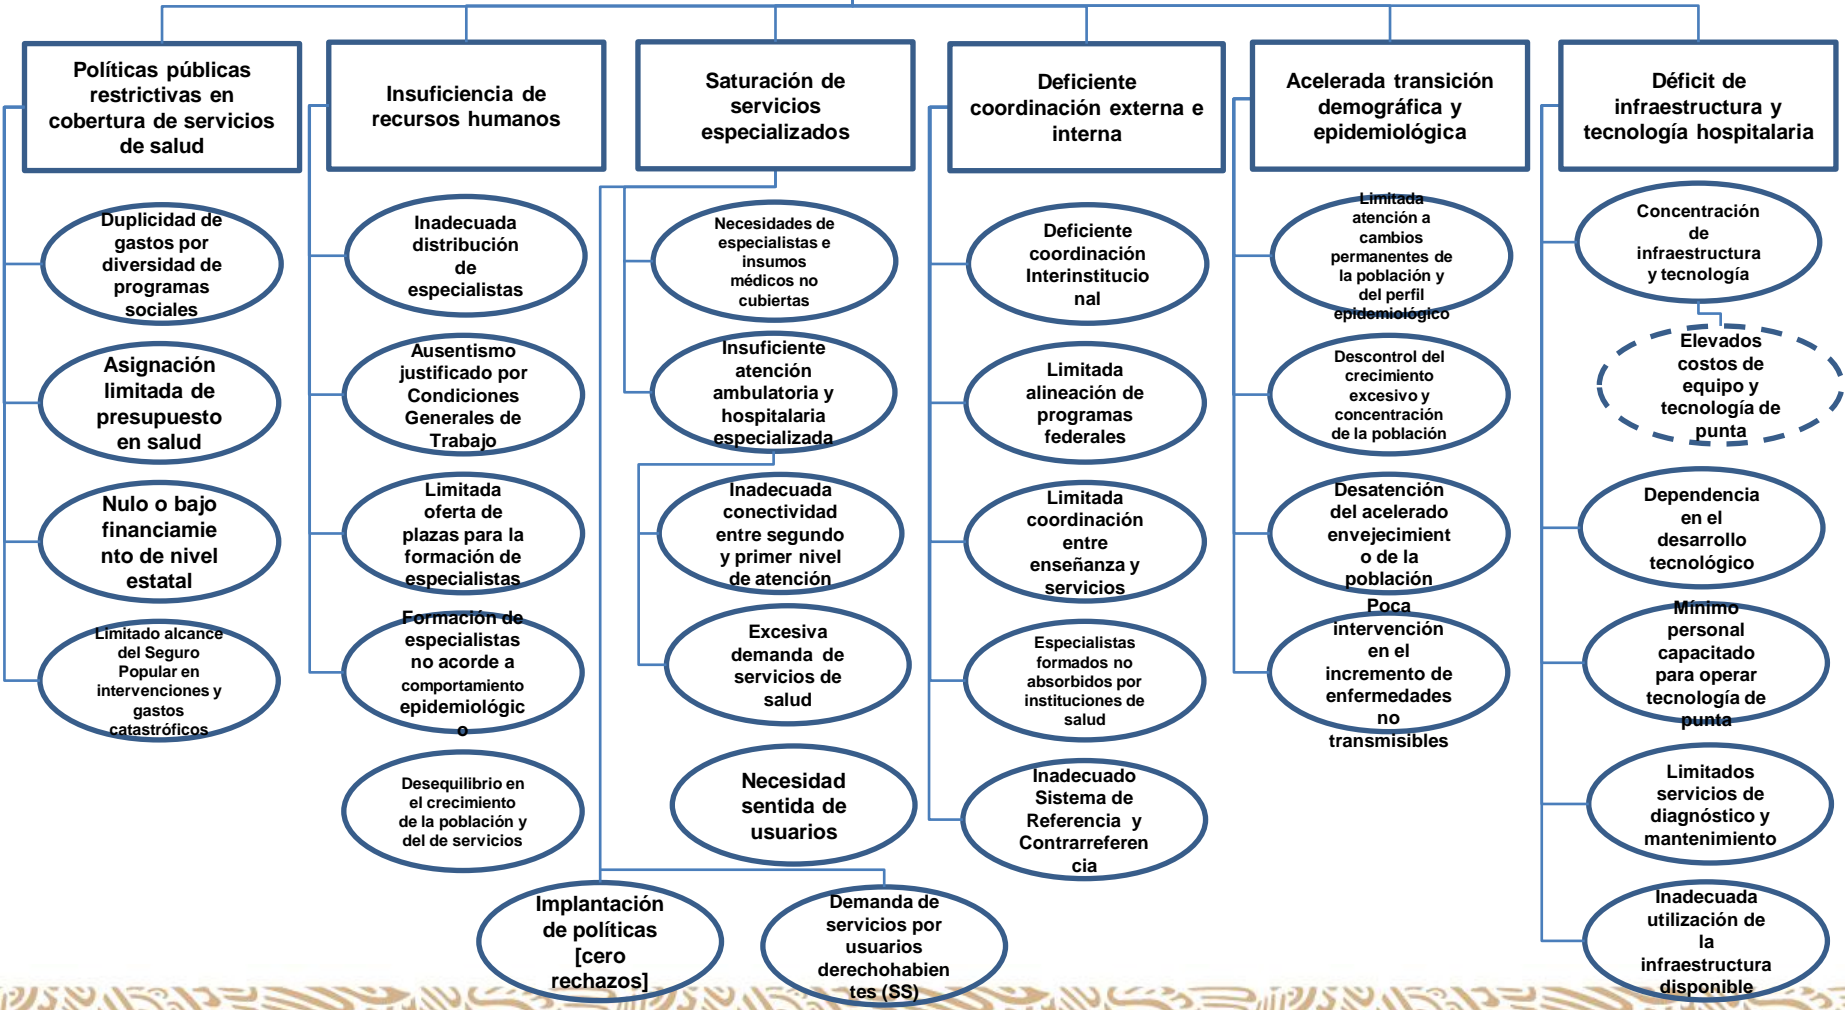 Políticas públicas
restrictivas en
cobertura de servicios
de salud
Duplicidad de
gastos por
diversidad de
programas
sociales
Asignación
limitada de
presupuesto
en salud
Nulo o bajo
financiamie
nto de nivel
estatal
Limitado alcance
del Seguro
Popular en
intervenciones y
gastos
catastróficos
Insuficiencia de
recursos humanos
Inadecuada
distribución
de
especialistas
Ausentismo
justificado por
Condiciones
Generales de
Trabajo
Limitada
oferta de
plazas para la
formación de
especialistas
Formación de
especialistas
no acorde a
comportamiento
epidemiológic
o
Desequilibrio en
el crecimiento
de la población y
del de servicios
Saturación de
servicios
especializados
Necesidades de
especialistas e
insumos
médicos no
cubiertas
Insuficiente
atención
ambulatoria y
hospitalaria
especializada
Inadecuada
conectividad
entre segundo
y primer nivel
de atención
Excesiva
demanda de
servicios de
salud
Necesidad
sentida de
usuarios
Implantación
de políticas
[cero
rechazos]
Demanda de
servicios por
usuarios
derechohabien
tes (SS)
Deficiente
coordinación externa e
interna
Deficiente
coordinación
Interinstitucio
nal
Limitada
alineación de
programas
federales
Limitada
coordinación
entre
enseñanza y
servicios
Especialistas
formados no
absorbidos por
instituciones de
salud
Inadecuado
Sistema de
Referencia y
Contrarreferen
cia
Acelerada transición
demográfica y
epidemiológica
Limitada
atención a
cambios
permanentes de
la población y
del perfil
epidemiológico
Descontrol del
crecimiento
excesivo y
concentración
de la población
Desatención
del acelerado
envejecimient
o de la
población
Poca
intervención
en el
incremento de
enfermedades
no
transmisibles
Déficit de
infraestructura y
tecnología hospitalaria
Concentración
de
infraestructura
y tecnología
Elevados
costos de
equipo y
tecnología de
punta
Dependencia
en el
desarrollo
tecnológico
Mínimo
personal
capacitado
para operar
tecnología de
punta
Limitados
servicios de
diagnóstico y
mantenimiento
Inadecuada
utilización de
la
infraestructura
disponible